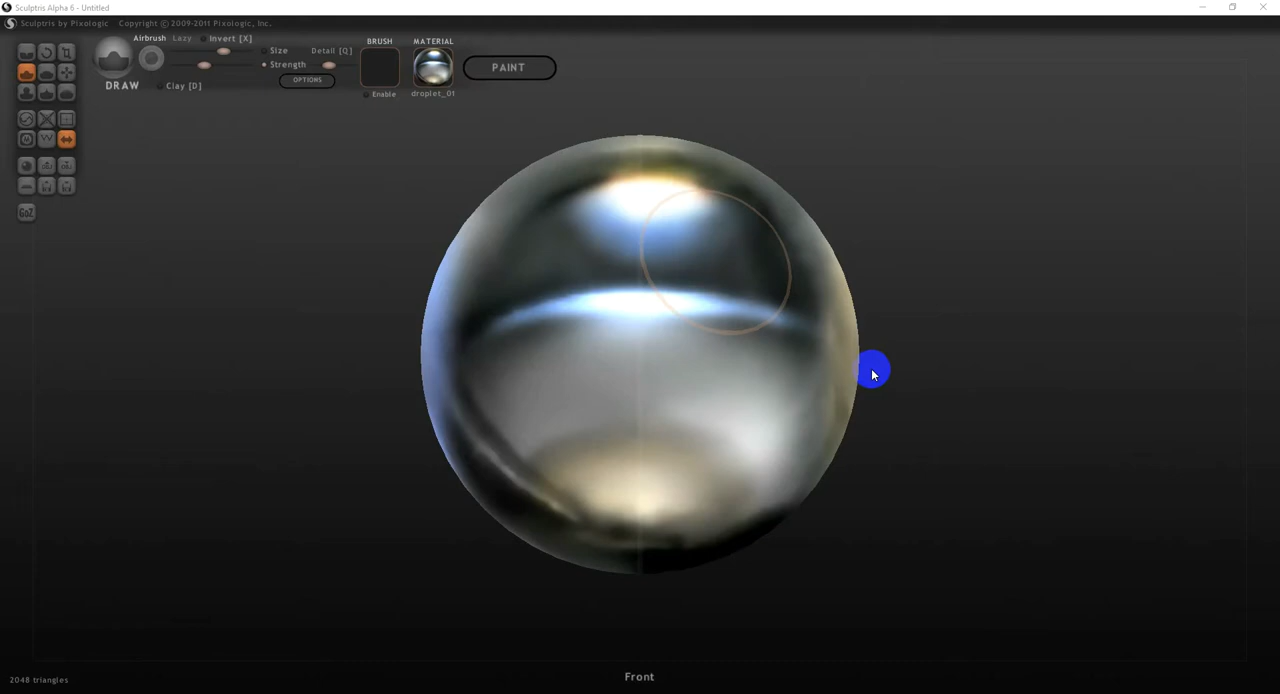 Sculptris Alpha 6 - Untitled
Sculptris by Pixologic Copyright © 2009-2011 Pixologic, Inc.
Airbrush Lazy Invert [X]
Size Detail [Q]
Strength
OPTIONS
DRAW Clay [D]
BRUSH
Enable
MATERIAL
droplet_01
PAINT
GoZ
2048 triangles
Front